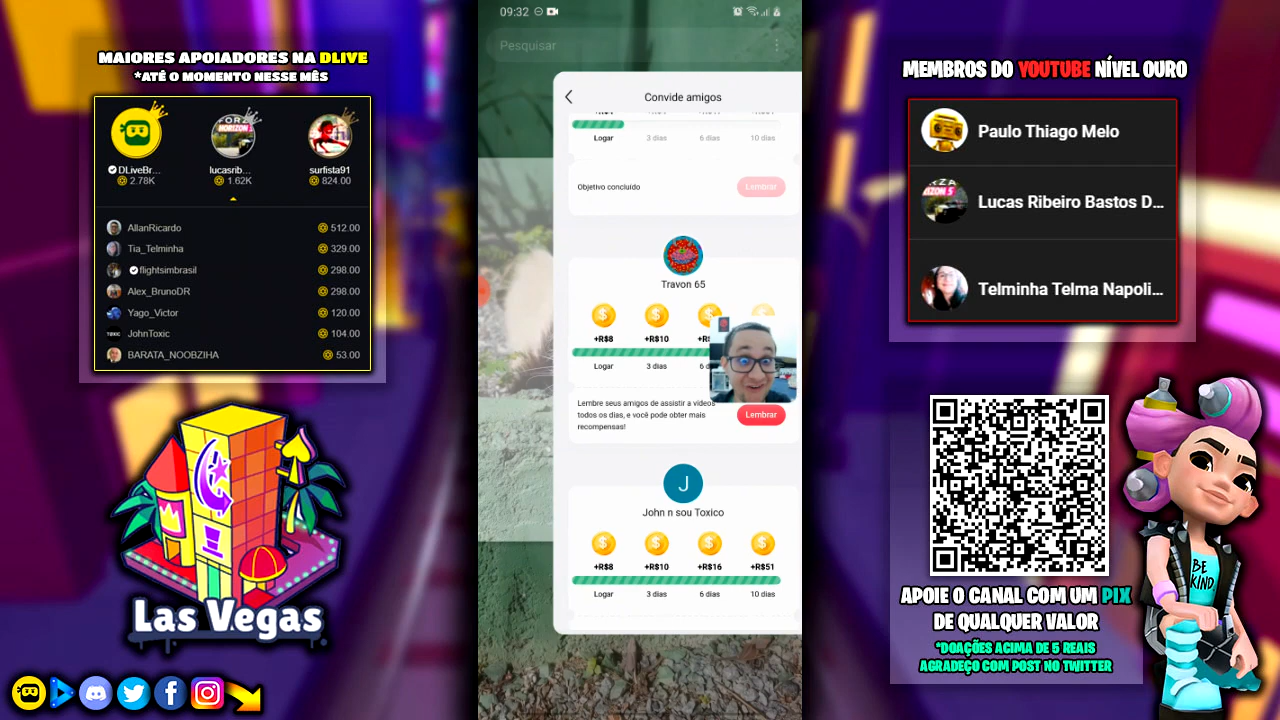 MAIORES APOIADORES NA DLIVE
*ATÉ O MOMENTO NESSE MÊS
DLiveBr...
2.78K
lucasrib...
1.62K
surfista91
824.00
AllanRicardo 512.00
Tia_Telminha 329.00
flightsimbrasil 298.00
Alex_BrunoDR 298.00
Yago_Victor 120.00
JohnToxic 104.00
BARATA_NOOBZIHA 53.00
Las Vegas
09:32
Pesquisar
Convide amigos
Logar 3 dias 6 dias 10 dias
Objetivo concluído
Lembrar
Travon 65
+R$8 +R$10
Logar 3 dias 6 dias
Lembre seus amigos de assistir a vídeos
todos os dias, e você pode obter mais
recompensas!
Lembrar
J
John n sou Toxico
+R$8 +R$10 +R$16 +R$51
Logar 3 dias 6 dias 10 dias
MEMBROS DO YOUTUBE NÍVEL OURO
Paulo Thiago Melo
Lucas Ribeiro Bastos D...
Telminha Telma Napoli...
BE
KIND
APOIE O CANAL COM UM PIX
DE QUALQUER VALOR
*DOAÇÕES ACIMA DE 5 REAIS
AGRADEÇO COM POST NO TWITTER